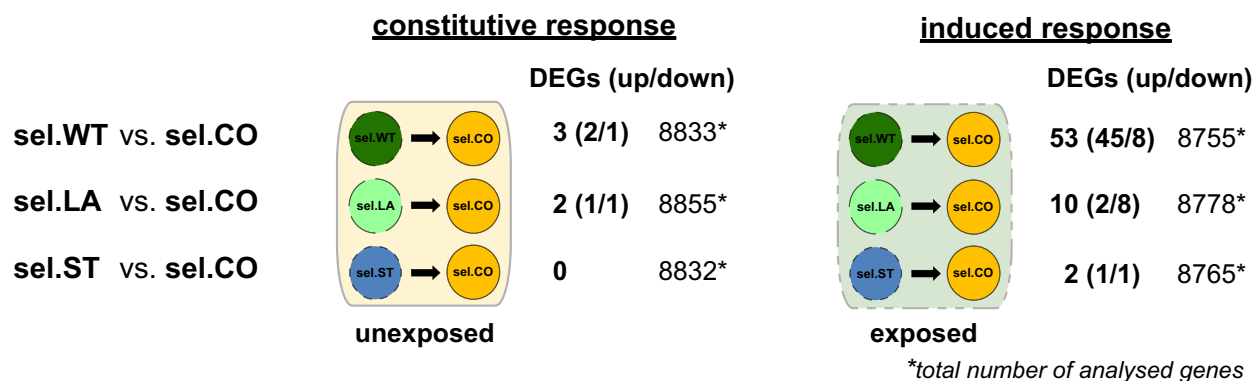 constitutive response induced response
DEGs (up/down) DEGs (up/down)
sel.WT vs. sel.CO sel.WT sel.CO 3 (2/1) 8833* sel.WT sel.CO 53 (45/8) 8755*
sel.LA vs. sel.CO sel.LA sel.CO 2 (1/1) 8855* sel.LA sel.CO 10 (2/8) 8778*
sel.ST vs. sel.CO sel.ST sel.CO 0 8832* sel.ST sel.CO 2 (1/1) 8765*
unexposed exposed
*total number of analysed genes